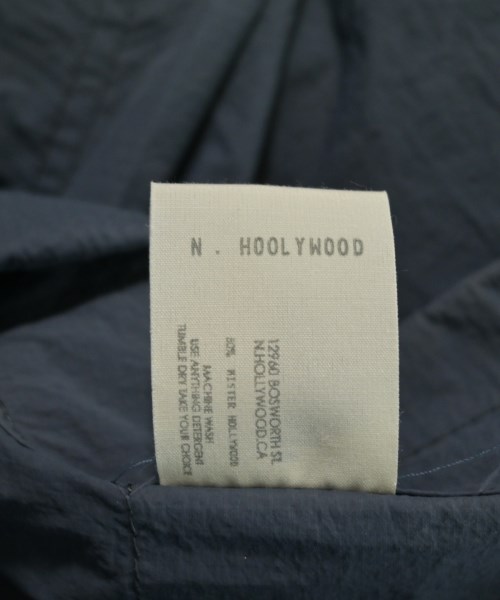 N. HOOLYWOOD
12960 BOSWORTH ST.
N.HOLLYWOOD.CA
80% MISTER HOLLYWOOD
MACHINE WASH
USE ANYTHING DETERGENT
TUMBLE DRY TAKE YOUR CHOICE